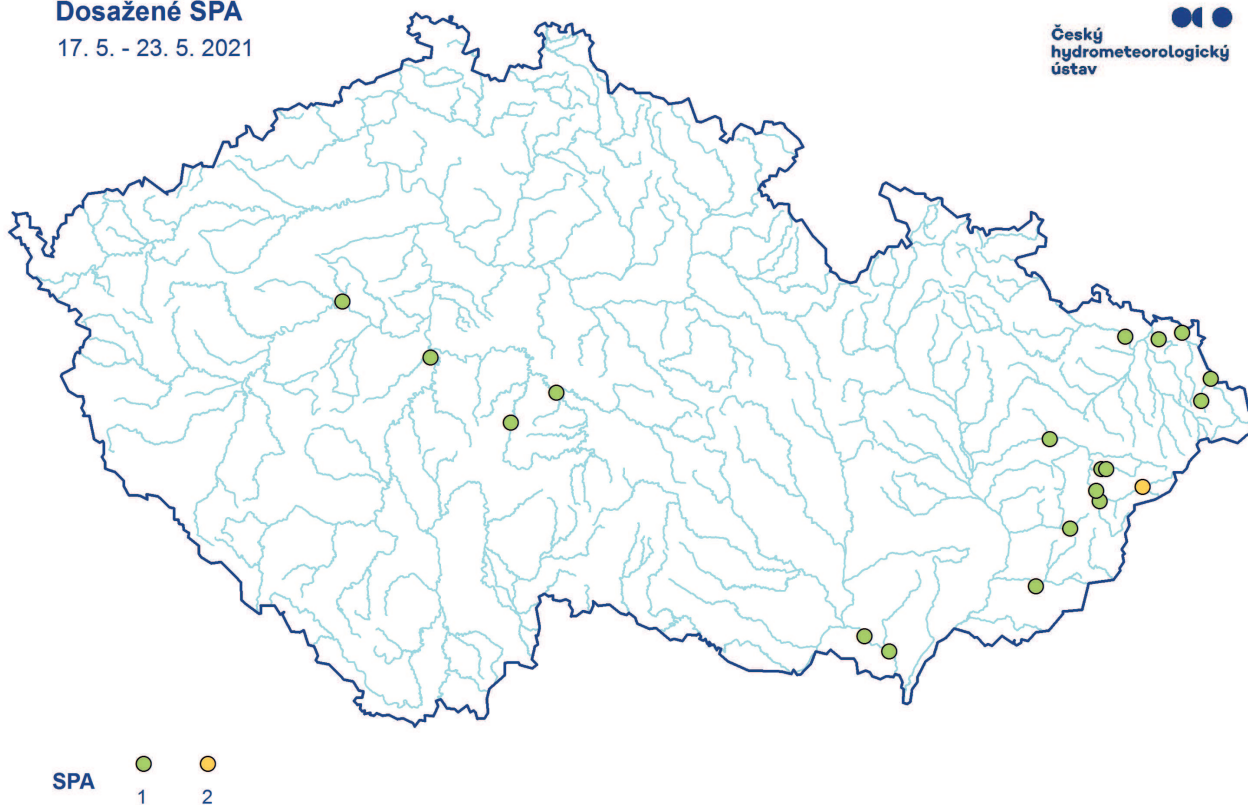 Dosažené SPA
17. 5. - 23. 5. 2021
Český
hydrometeorologický
ústav
SPA
1 2